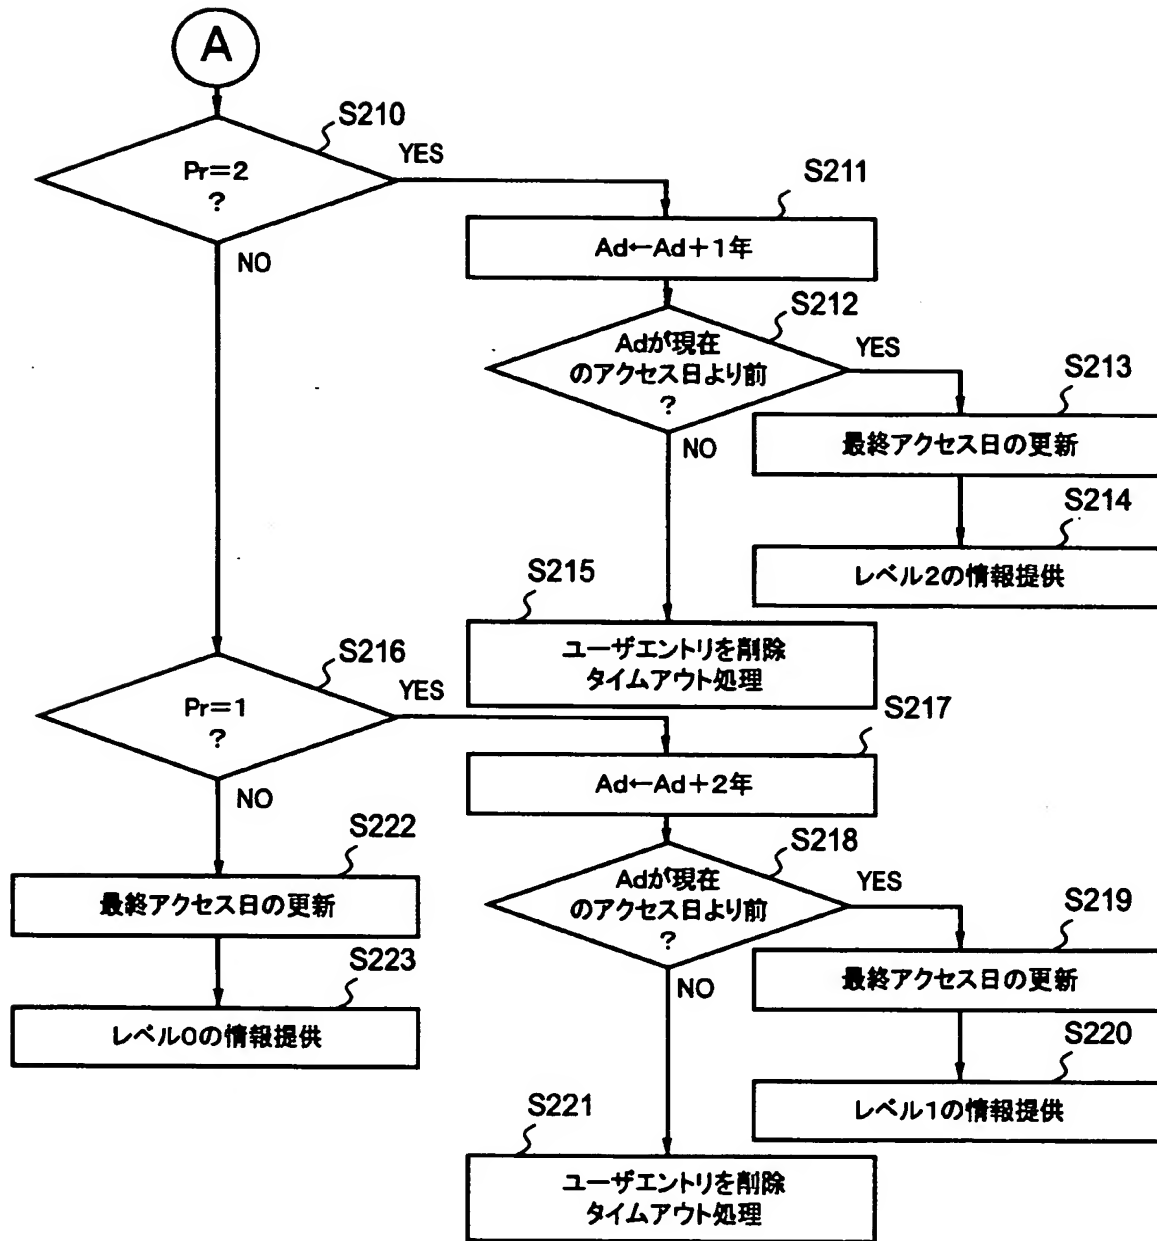 A
S210
Pr=2
?
YES
NO
S211
Ad←Ad+1年
S212
Adが現在
のアクセス日より前
?
YES
NO
S213
最終アクセス日の更新
S214
レベル2の情報提供
S215
ユーザエントリを削除
タイムアウト処理
S216
Pr=1
?
YES
NO
S217
Ad←Ad+2年
S218
Adが現在
のアクセス日より前
?
YES
NO
S219
最終アクセス日の更新
S220
レベル1の情報提供
S221
ユーザエントリを削除
タイムアウト処理
S222
最終アクセス日の更新
S223
レベル0の情報提供